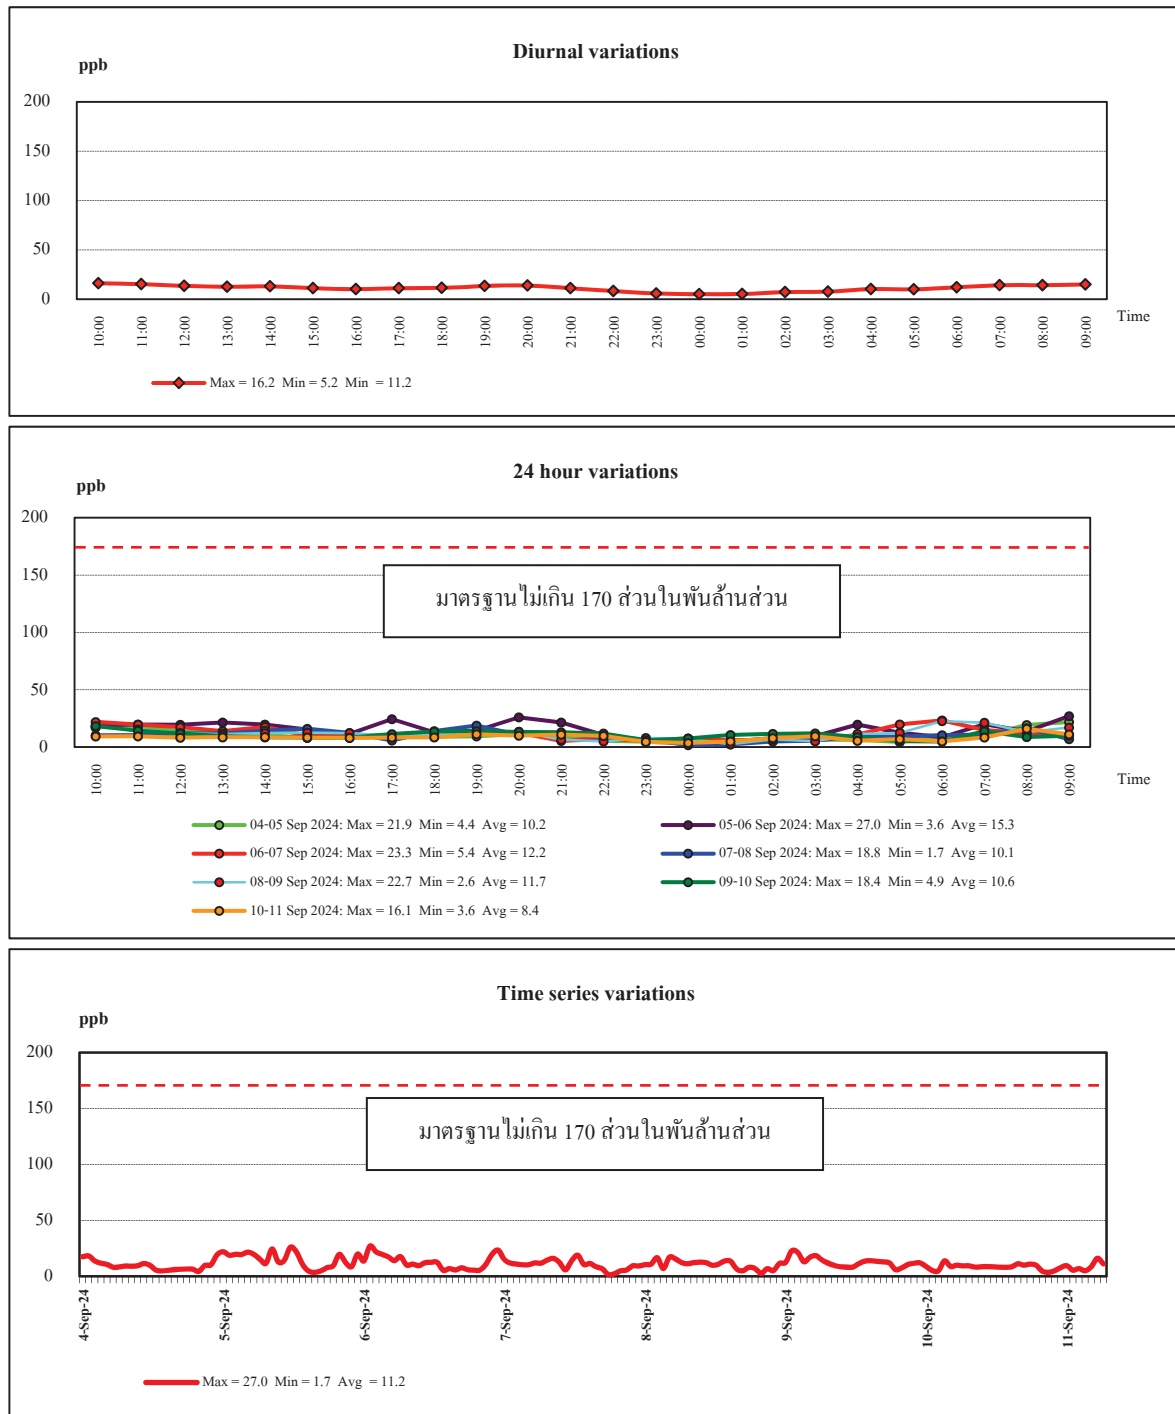 Diurnal variations
ppb
200
150
100
50
0
Time
10:00 11:00 12:00 13:00 14:00 15:00 16:00 17:00 18:00 19:00 20:00 21:00 22:00 23:00 00:00 01:00 02:00 03:00 04:00 05:00 06:00 07:00 08:00 09:00
Max = 16.2 Min = 5.2 Min = 11.2
24 hour variations
ppb
200
150
มาตรฐานไม่เกิน 170 ส่วนในพันล้านส่วน
100
50
0
Time
10:00 11:00 12:00 13:00 14:00 15:00 16:00 17:00 18:00 19:00 20:00 21:00 22:00 23:00 00:00 01:00 02:00 03:00 04:00 05:00 06:00 07:00 08:00 09:00
04-05 Sep 2024: Max = 21.9 Min = 4.4 Avg = 10.2
05-06 Sep 2024: Max = 27.0 Min = 3.6 Avg = 15.3
06-07 Sep 2024: Max = 23.3 Min = 5.4 Avg = 12.2
07-08 Sep 2024: Max = 18.8 Min = 1.7 Avg = 10.1
08-09 Sep 2024: Max = 22.7 Min = 2.6 Avg = 11.7
09-10 Sep 2024: Max = 18.4 Min = 4.9 Avg = 10.6
10-11 Sep 2024: Max = 16.1 Min = 3.6 Avg = 8.4
Time series variations
ppb
200
150
มาตรฐานไม่เกิน 170 ส่วนในพันล้านส่วน
100
50
0
4-Sep-24 5-Sep-24 6-Sep-24 7-Sep-24 8-Sep-24 9-Sep-24 10-Sep-24 11-Sep-24
Max = 27.0 Min = 1.7 Avg = 11.2